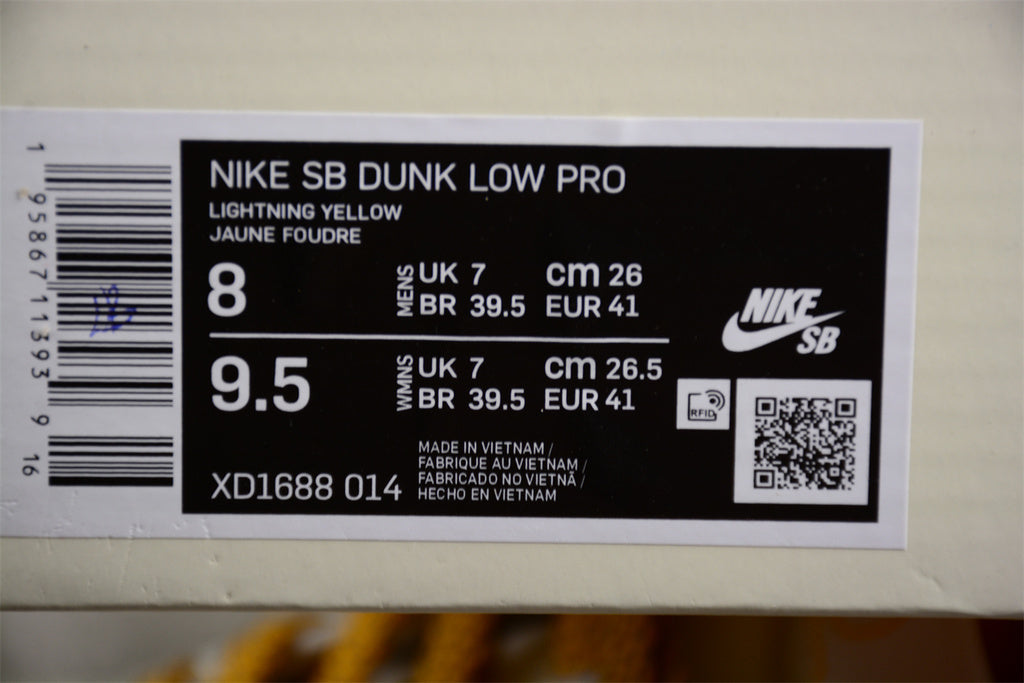 1 95867 11393 9 16
NIKE SB DUNK LOW PRO
LIGHTNING YELLOW
JAUNE FOUDRE
8 MENS UK 7 cm 26
BR 39.5 EUR 41
9.5 WMNS UK 7 cm 26.5
BR 39.5 EUR 41
NIKE
SB
RFID
MADE IN VIETNAM /
FABRIQUE AU VIETNAM /
FABRICADO NO VIETNÃ /
HECHO EN VIETNAM
XD1688 014